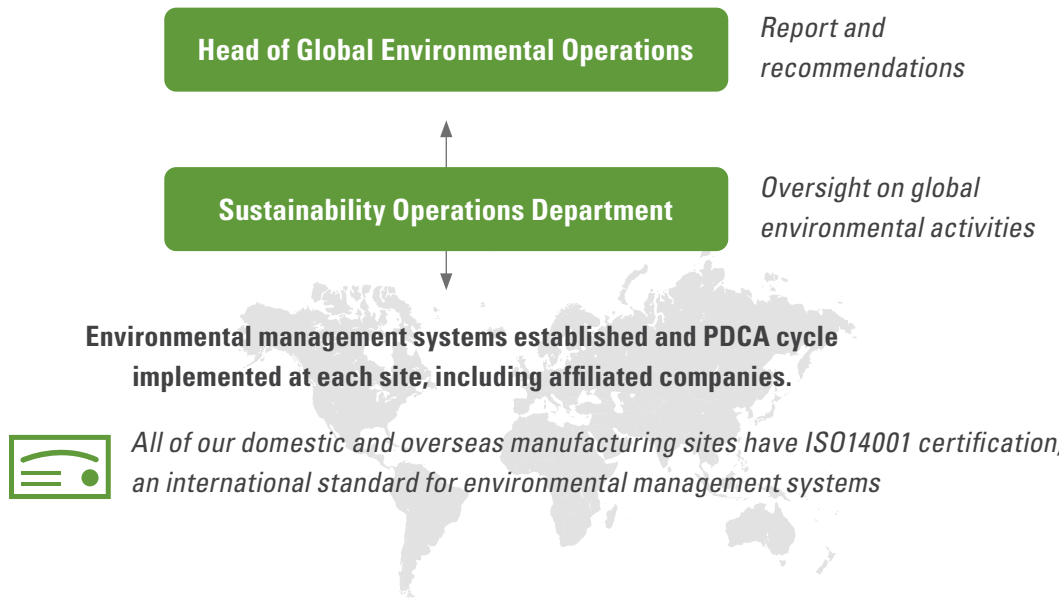 Head of Global Environmental Operations
Report and
recommendations
Sustainability Operations Department
Oversight on global
environmental activities
Environmental management systems established and PDCA cycle
implemented at each site, including affiliated companies.
All of our domestic and overseas manufacturing sites have ISO14001 certification,
an international standard for environmental management systems